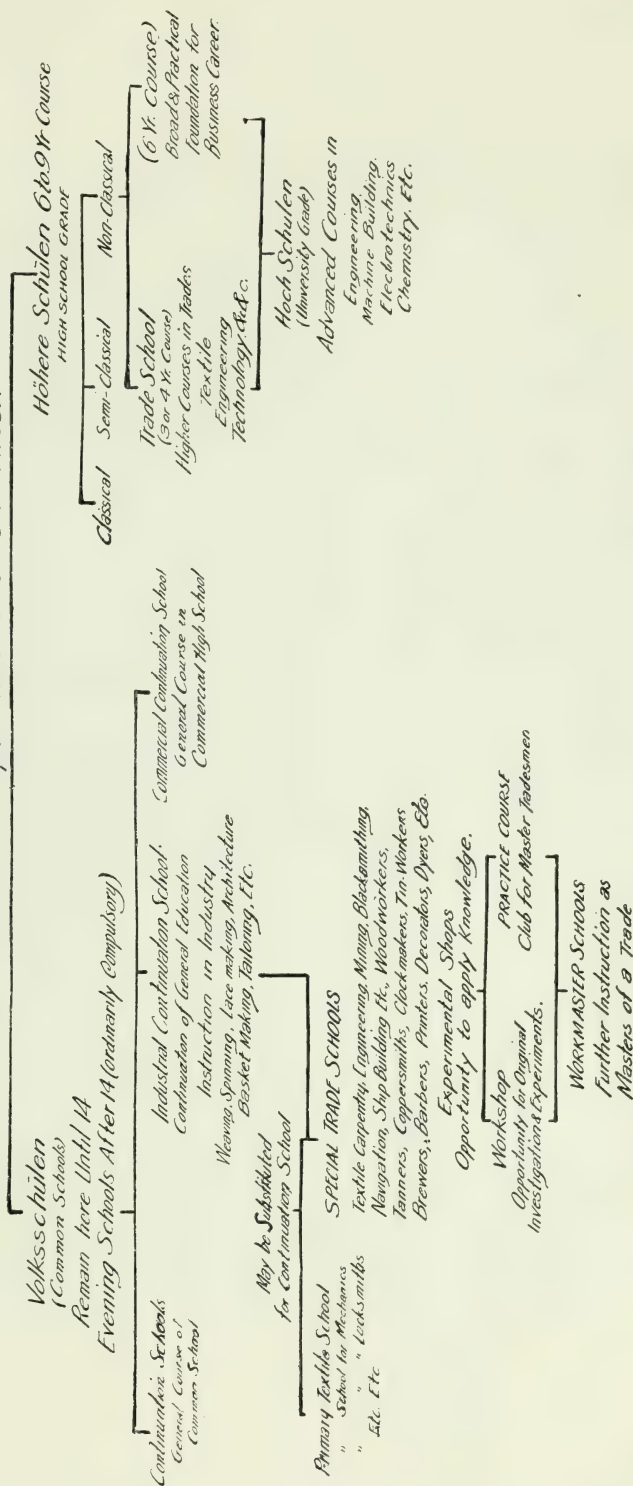 Volksschülen
(Common Schools)
Remain here Until 14
Evening Schools After 14 (ordinarily Compulsory)
Continuation Schools
General Course of
Common School
Industrial Continuation School.
Continuation of General Education
Instruction in Industry
Weaving, Spinning, Lace making, Architecture
Basket Making, Tailoring, Etc.
Commercial Continuation School
General Course in
Commercial High School
May be Substituted
for Continuation School
Primary Textile School
" School for Mechanics
" " " Locksmiths
Etc. Etc
SPECIAL TRADE SCHOOLS
Textile Carpentry, Engineering, Mining, Blacksmithing,
Navigation, Ship Building Etc., Woodworkers,
Tanners, Coppersmiths, Clockmakers, Tin-Workers
Brewers, Barbers, Printers, Decorators, Dyers, Etc.
Experimental Shops
Opportunity to apply Knowledge.
Workshop
Opportunity for Original
Investigations & Experiments.
PRACTICE COURSE
Club for Master Tradesmen
WORKMASTER SCHOOLS
Further Instruction as
Masters of a Trade
Höhere Schülen 6 to 9 Yr Course
HIGH SCHOOL GRADE
Classical Semi-Classical Non-Classical
Trade School
(3 or 4 Yr. Course)
Higher Courses in Trades
Textile
Engineering
Technology, &c.
(6 Yr. Course)
Broad & Practical
foundation for
Business Career.
Hoch Schulen
(University Grade)
Advanced Courses in
Engineering
Machine Building.
Electrotechnics
Chemistry, Etc.